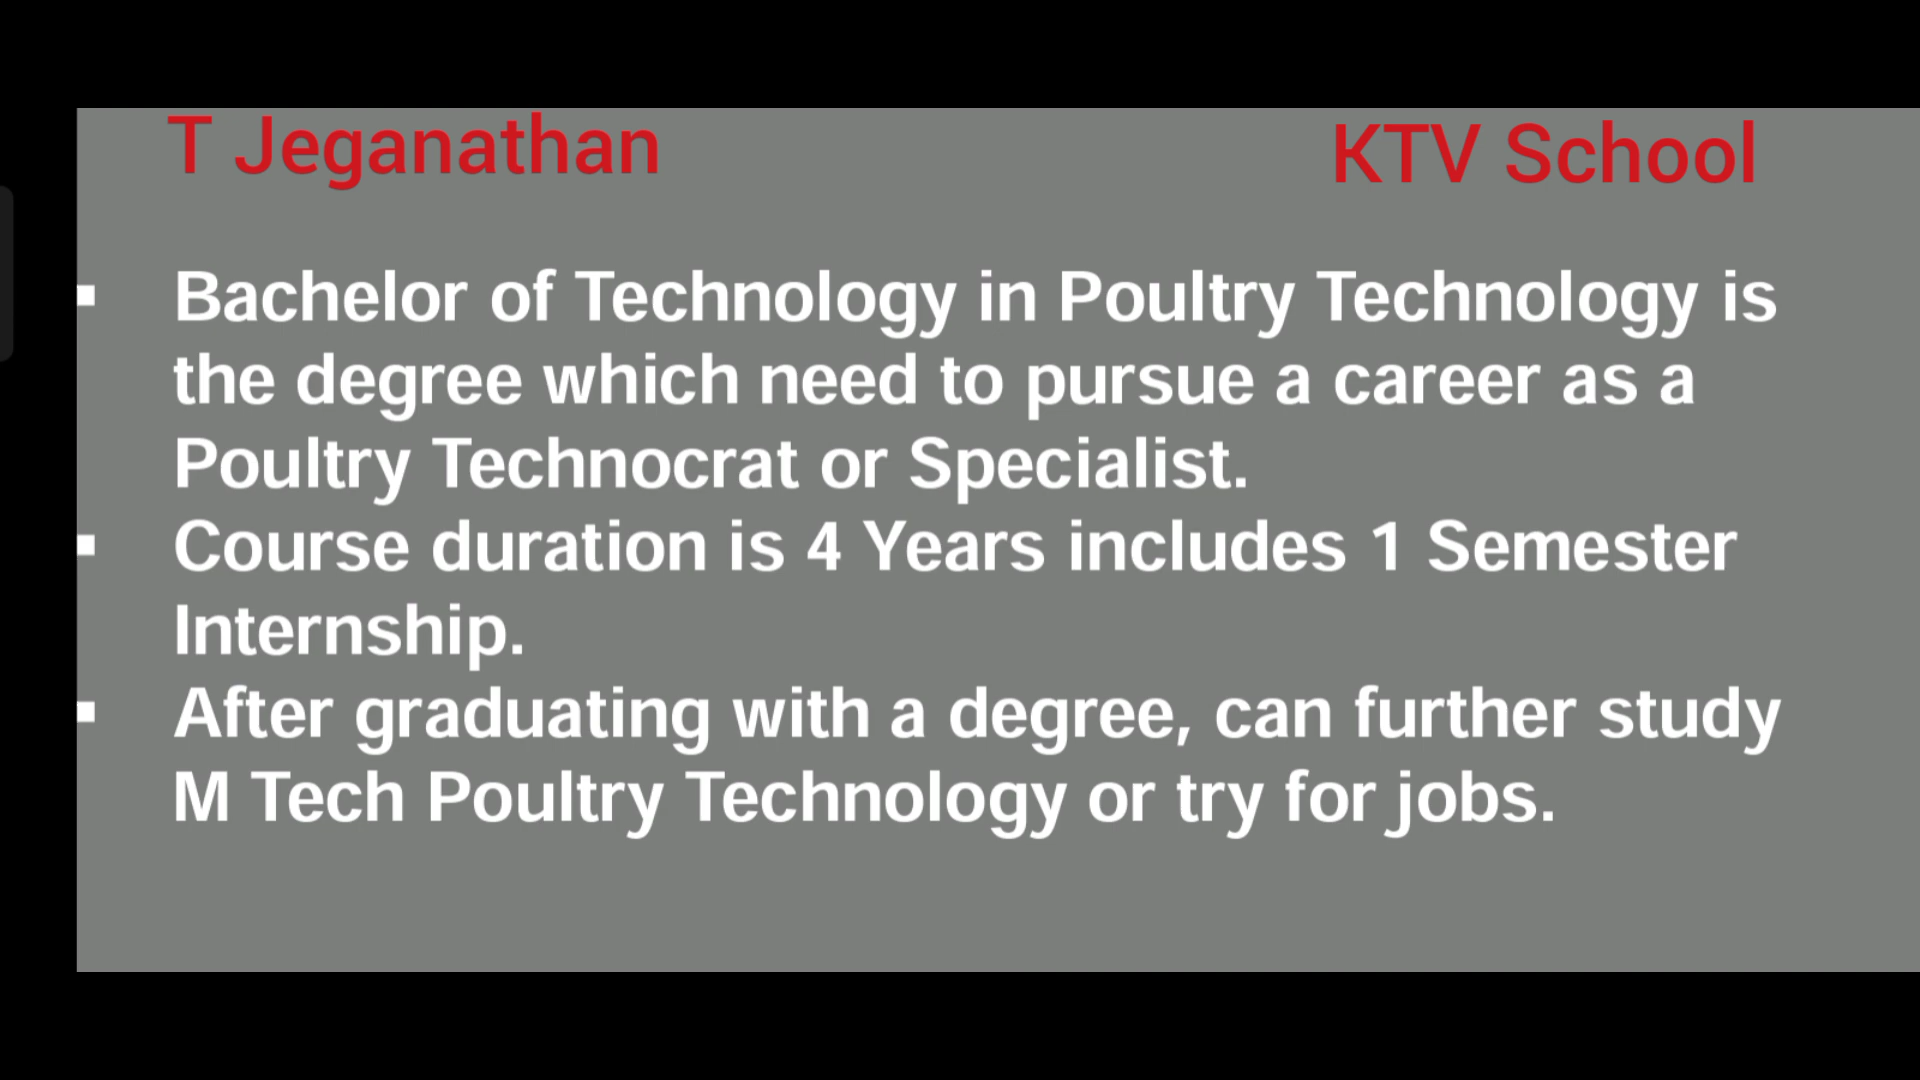 T Jeganathan KTV School
▪ Bachelor of Technology in Poultry Technology is
the degree which need to pursue a career as a
Poultry Technocrat or Specialist.
▪ Course duration is 4 Years includes 1 Semester
Internship.
▪ After graduating with a degree, can further study
M Tech Poultry Technology or try for jobs.